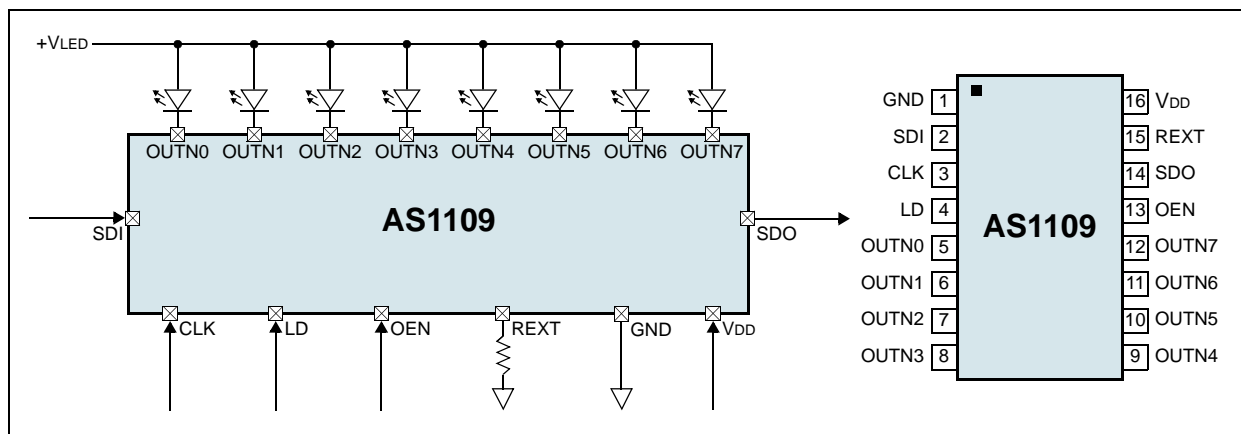 +VLED
OUTN0 OUTN1 OUTN2 OUTN3 OUTN4 OUTN5 OUTN6 OUTN7
AS1109
SDI
SDO
CLK LD OEN REXT GND VDD
GND 1
SDI 2
CLK 3
LD 4
OUTN0 5
OUTN1 6
OUTN2 7
OUTN3 8
AS1109
16 VDD
15 REXT
14 SDO
13 OEN
12 OUTN7
11 OUTN6
10 OUTN5
9 OUTN4